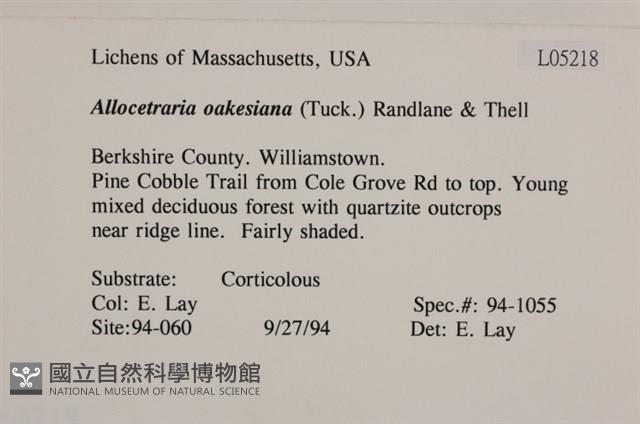 Lichens of Massachusetts, USA
L05218
Allocetraria oakesiana (Tuck.) Randlane & Thell
Berkshire County. Williamstown.
Pine Cobble Trail from Cole Grove Rd to top. Young
mixed deciduous forest with quartzite outcrops
near ridge line. Fairly shaded.
Substrate: Corticolous
Col: E. Lay
Spec.#: 94-1055
Site:94-060 9/27/94 Det: E. Lay
國立自然科學博物館
NATIONAL MUSEUM OF NATURAL SCIENCE